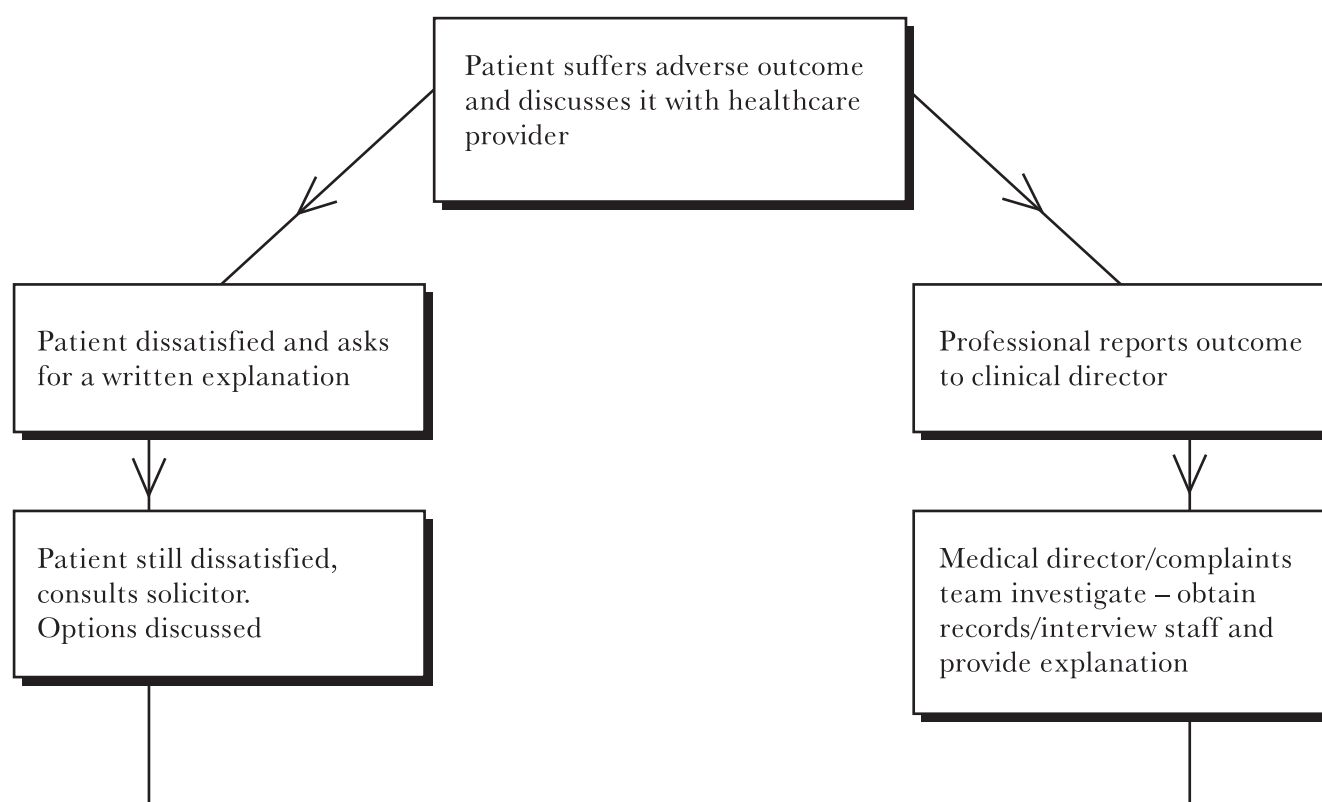 Patient suffers adverse outcome
and discusses it with healthcare
provider
Patient dissatisfied and asks
for a written explanation
Professional reports outcome
to clinical director
Patient still dissatisfied,
consults solicitor.
Options discussed
Medical director/complaints
team investigate – obtain
records/interview staff and
provide explanation